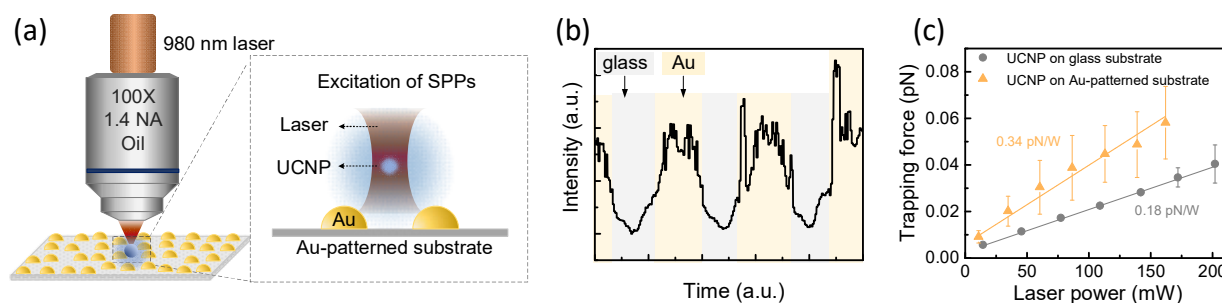 (a)
980 nm laser
100X
1.4 NA
Oil
Excitation of SPPs
Laser
UCNP
Au
Au-patterned substrate
(b)
glass
Au
Intensity (a.u.)
Time (a.u.)
(c)
UCNP on glass substrate
UCNP on Au-patterned substrate
0.08
0.06
0.04
0.02
0.00
Trapping force (pN)
0.34 pN/W
0.18 pN/W
0 50 100 150 200
Laser power (mW)